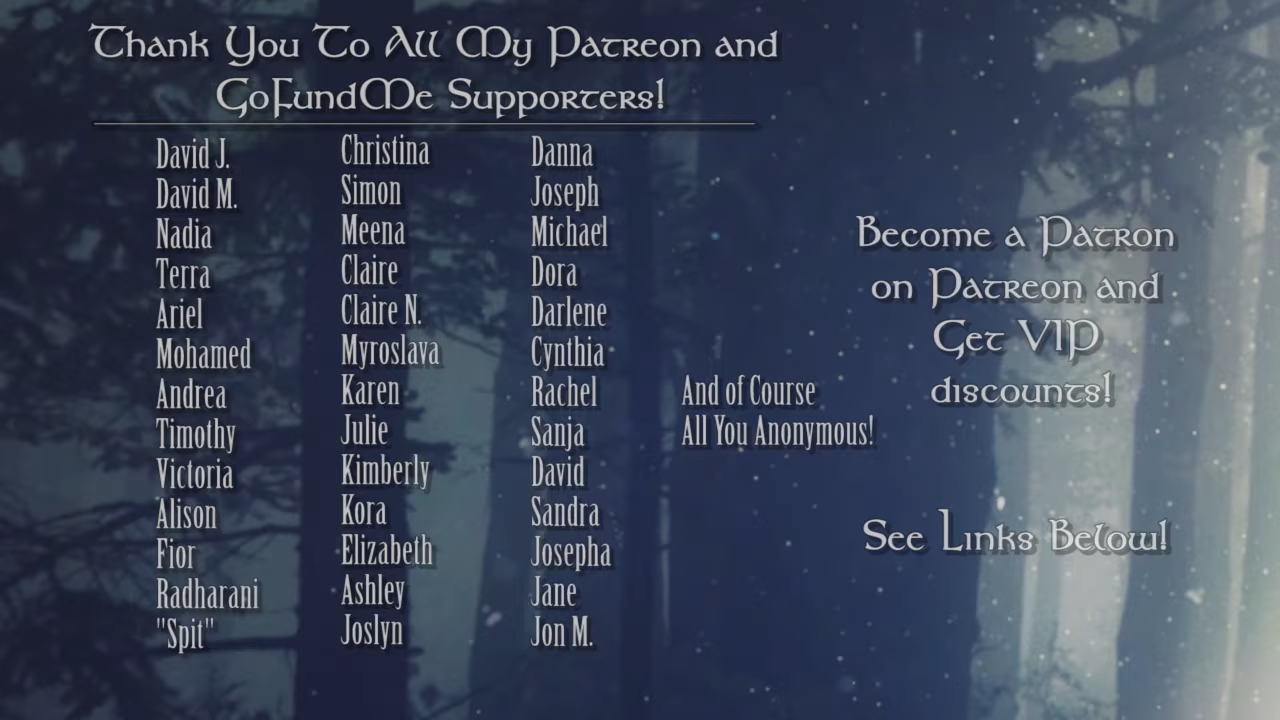 Thank You To All My Patreon and
GoFundMe Supporters!
David J.
David M.
Nadia
Terra
Ariel
Mohamed
Andrea
Timothy
Victoria
Alison
Fior
Radharani
"Spit"
Christina
Simon
Meena
Claire
Claire N.
Myroslava
Karen
Julie
Kimberly
Kora
Elizabeth
Ashley
Joslyn
Danna
Joseph
Michael
Dora
Darlene
Cynthia
Rachel
Sanja
David
Sandra
Josepha
Jane
Jon M.
And of Course
All You Anonymous!
Become a Patron
on Patreon and
Get VIP
discounts!
See Links Below!